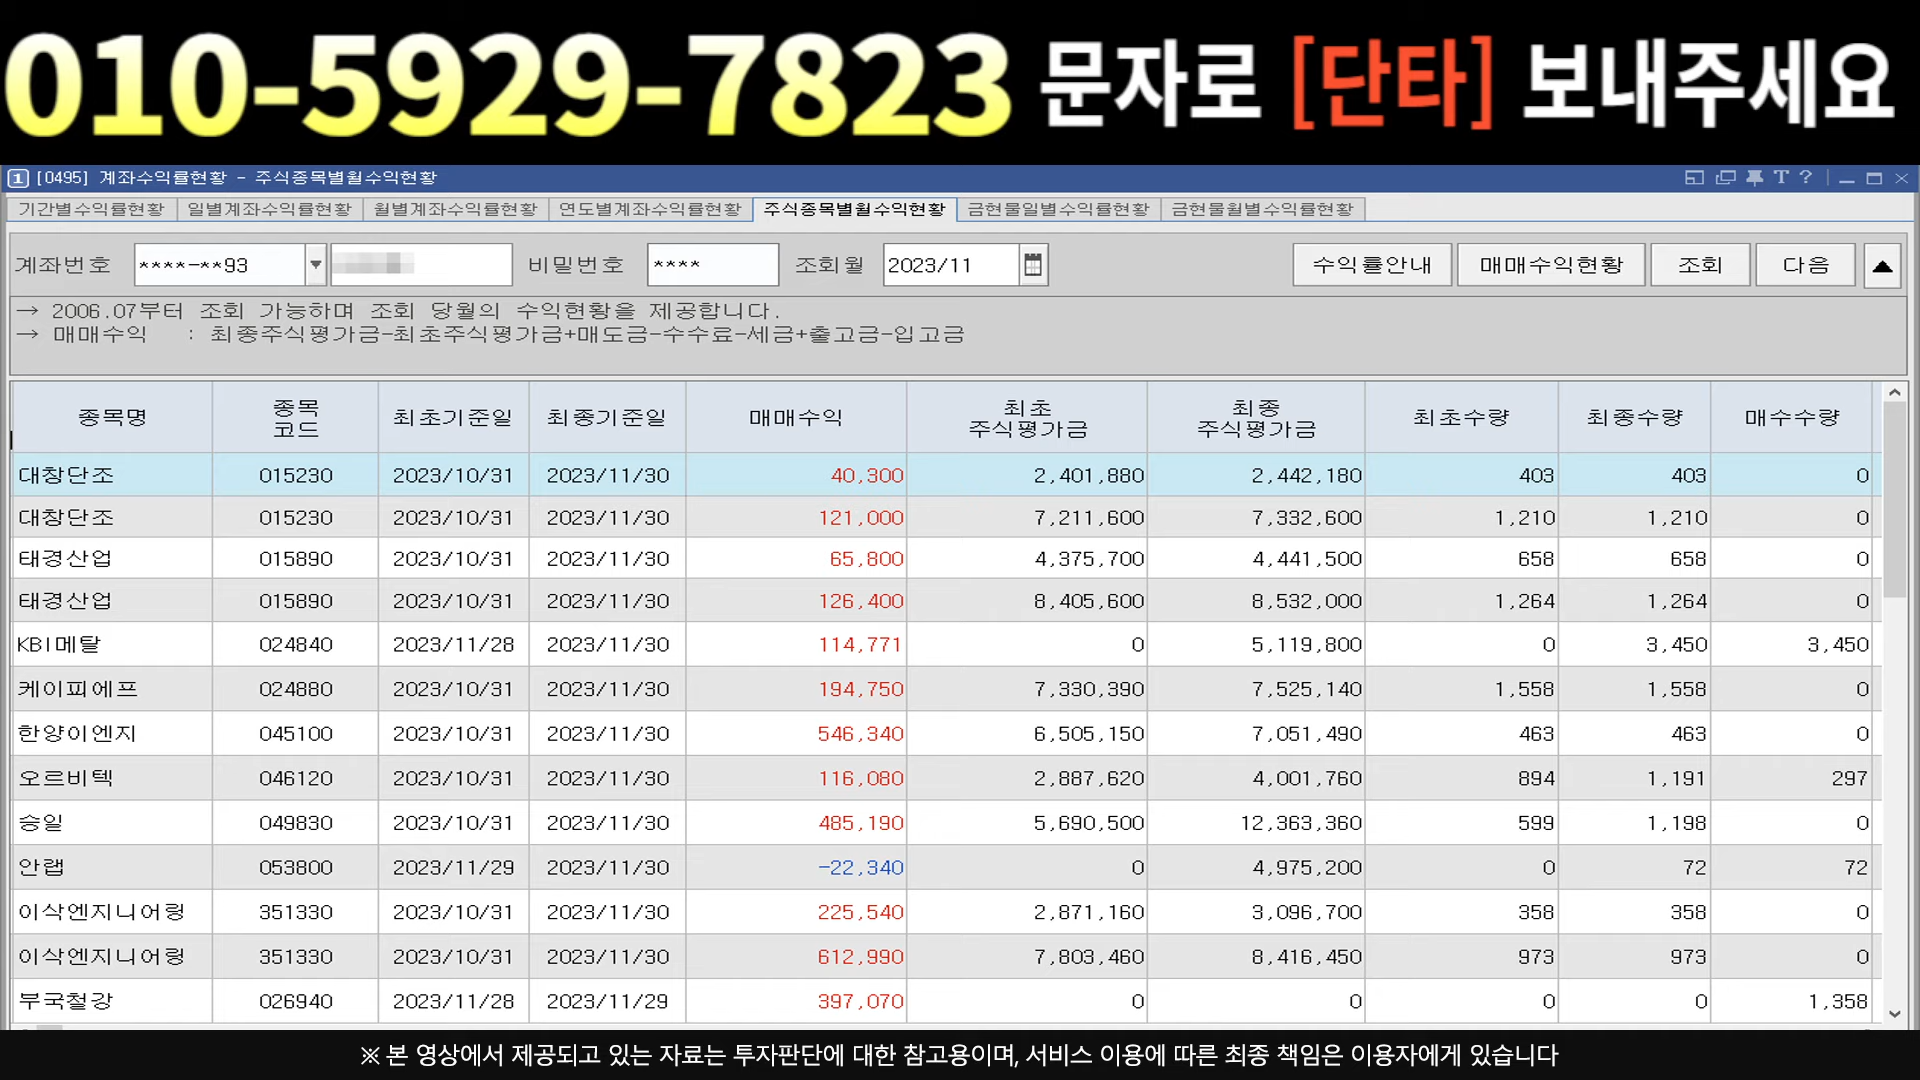 010-5929-7823 문자로 [단타] 보내주세요
1 [0495] 계좌수익률현황 - 주식종목별월수익현황
기간별수익률현황 일별계좌수익률현황 월별계좌수익률현황 연도별계좌수익률현황 주식종목별월수익현황 금현물일별수익률현황 금현물월별수익률현황
계좌번호 ****-**93 비밀번호 **** 조회월 2023/11 수익률안내 매매수익현황 조회 다음
→ 2006.07부터 조회 가능하며 조회 당월의 수익현황을 제공합니다.
→ 매매수익 : 최종주식평가금-최초주식평가금+매도금-수수료-세금+출고금-입고금
종목명 종목코드 최초기준일 최종기준일 매매수익 최초주식평가금 최종주식평가금 최초수량 최종수량 매수수량
대창단조 015230 2023/10/31 2023/11/30 40,300 2,401,880 2,442,180 403 403 0
대창단조 015230 2023/10/31 2023/11/30 121,000 7,211,600 7,332,600 1,210 1,210 0
태경산업 015890 2023/10/31 2023/11/30 65,800 4,375,700 4,441,500 658 658 0
태경산업 015890 2023/10/31 2023/11/30 126,400 8,405,600 8,532,000 1,264 1,264 0
KBI메탈 024840 2023/11/28 2023/11/30 114,771 0 5,119,800 0 3,450 3,450
케이피에프 024880 2023/10/31 2023/11/30 194,750 7,330,390 7,525,140 1,558 1,558 0
한양이엔지 045100 2023/10/31 2023/11/30 546,340 6,505,150 7,051,490 463 463 0
오르비텍 046120 2023/10/31 2023/11/30 116,080 2,887,620 4,001,760 894 1,191 297
승일 049830 2023/10/31 2023/11/30 485,190 5,690,500 12,363,360 599 1,198 0
안랩 053800 2023/11/29 2023/11/30 -22,340 0 4,975,200 0 72 72
이삭엔지니어링 351330 2023/10/31 2023/11/30 225,540 2,871,160 3,096,700 358 358 0
이삭엔지니어링 351330 2023/10/31 2023/11/30 612,990 7,803,460 8,416,450 973 973 0
부국철강 026940 2023/11/28 2023/11/29 397,070 0 0 0 0 1,358
※ 본 영상에서 제공되고 있는 자료는 투자판단에 대한 참고용이며, 서비스 이용에 따른 최종 책임은 이용자에게 있습니다